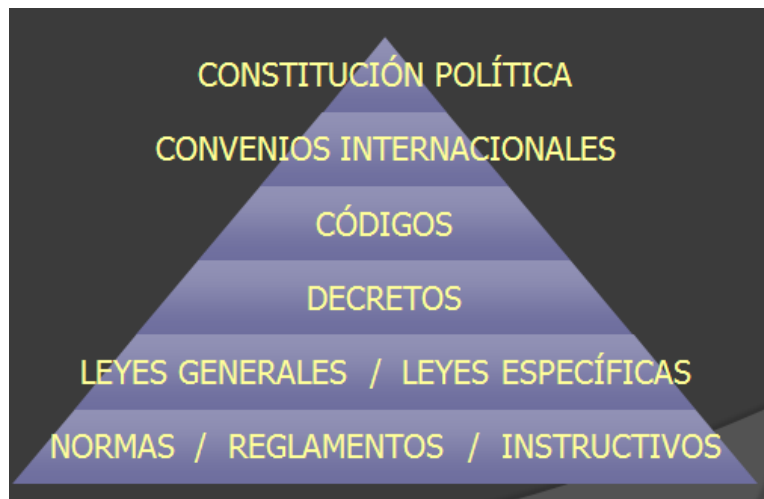 CONSTITUCIÓN POLÍTICA
CONVENIOS INTERNACIONALES
CÓDIGOS
DECRETOS
LEYES GENERALES / LEYES ESPECÍFICAS
NORMAS / REGLAMENTOS / INSTRUCTIVOS